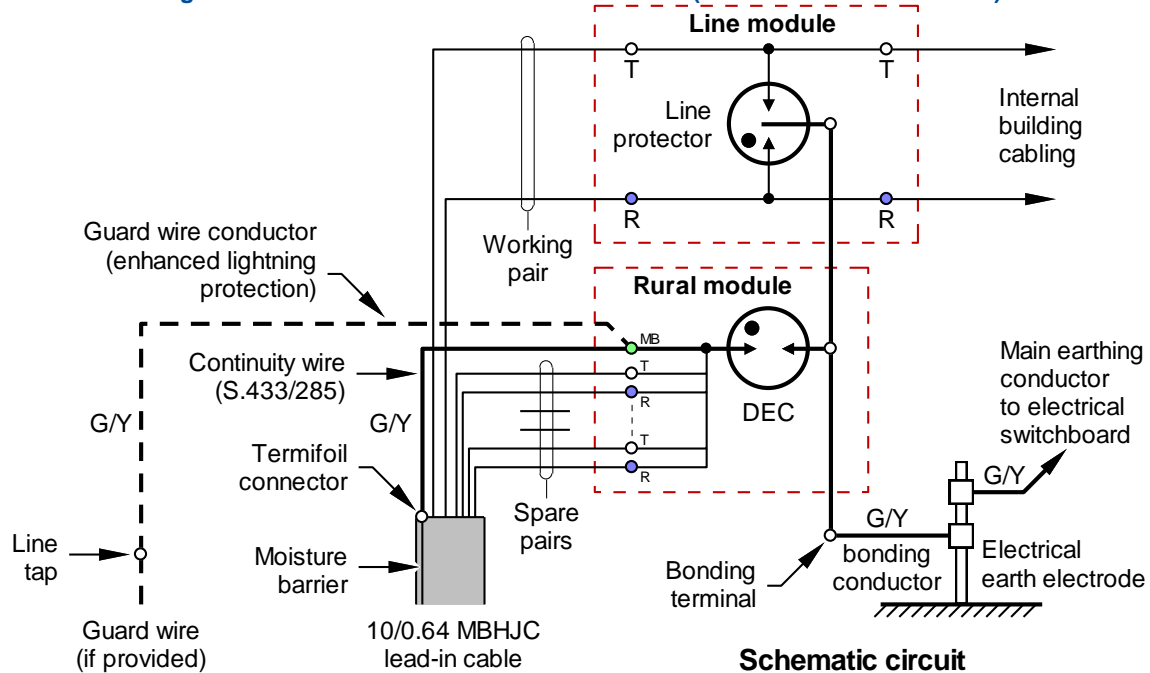 Line module
T
T
Line
protector
Internal
building
cabling
R
R
Working
pair
Guard wire conductor
(enhanced lightning
protection)
Rural module
MB
Continuity wire
(S.433/285)
T
R
DEC
Main earthing
conductor
to electrical
switchboard
G/Y
G/Y
T
R
Termifoil
connector
G/Y
Spare
pairs
G/Y
Line
tap
Moisture
barrier
Bonding
terminal
bonding
conductor
Electrical
earth electrode
Guard wire
(if provided)
10/0.64 MBHJC
lead-in cable
Schematic circuit